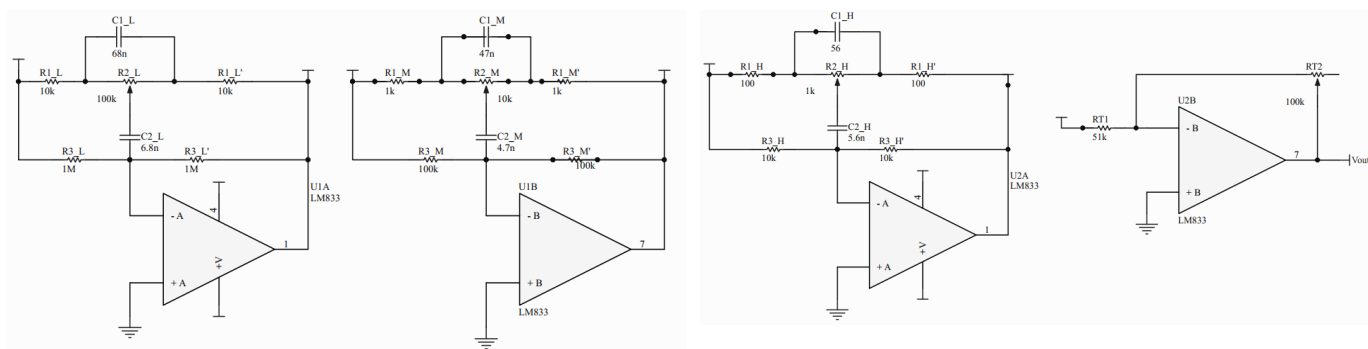 C1_L
68n
R1_L
10k
R2_L
100k
R1_L'
10k
C2_L
6.8n
R3_L
1M
R3_L'
1M
U1A
LM833
- A
4
1
+ A
+V
C1_M
47n
R1_M
1k
R2_M
10k
R1_M'
1k
C2_M
4.7n
R3_M
100k
R3_M'
100k
U1B
- B
7
+ B
LM833
C1_H
56
R1_H
100
R2_H
1k
R1_H'
100
C2_H
5.6n
R3_H
10k
R3_H'
10k
U2A
LM833
- A
4
1
+ A
+V
RT2
100k
U2B
RT1
51k
- B
7
Vout
+ B
LM833